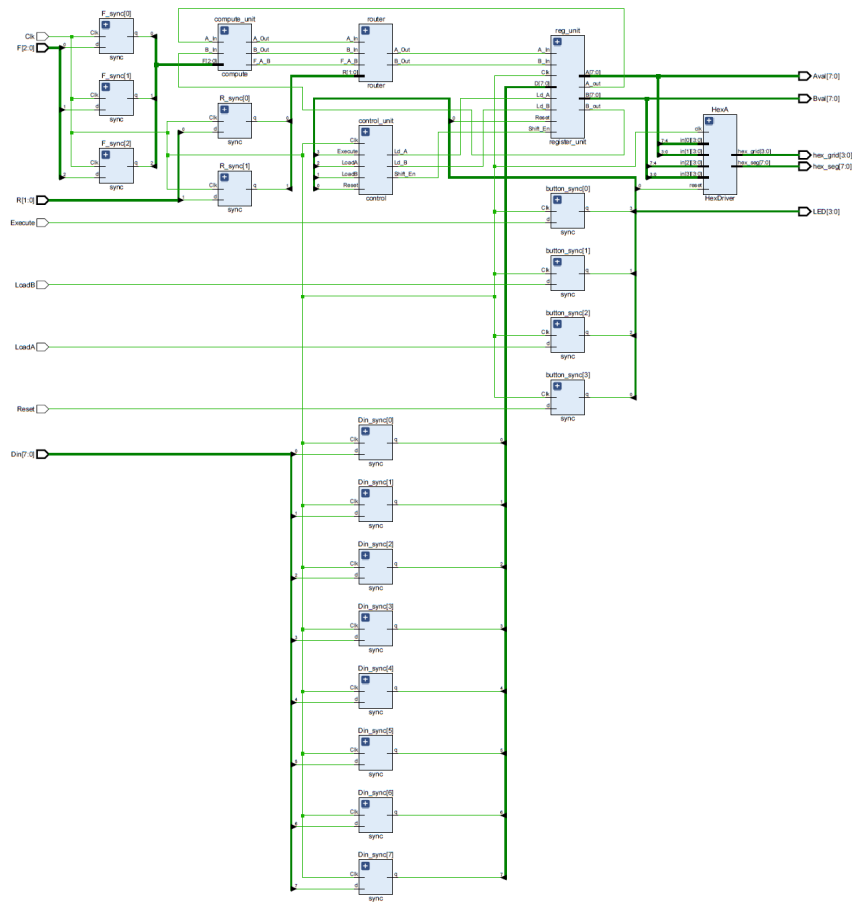 Clk
F[2:0]
R[1:0]
Execute
LoadB
LoadA
Reset
Din[7:0]
F_sync[0]
Clk
d
q
sync
F_sync[1]
Clk
d
q
sync
F_sync[2]
Clk
d
q
sync
compute_unit
A_In
B_In
F[2:0]
A_Out
B_Out
F_A_B
compute
R_sync[0]
Clk
d
q
sync
R_sync[1]
Clk
d
q
sync
router
A_In
B_In
F_A_B
R[1:0]
A_Out
B_Out
router
control_unit
Clk
Execute
LoadA
LoadB
Reset
Ld_A
Ld_B
Shift_En
control
reg_unit
A_In
B_In
Clk
D[7:0]
Ld_A
Ld_B
Reset
Shift_En
A[7:0]
A_out
B[7:0]
B_out
register_unit
HexA
clk
in[0][3:0]
in[1][3:0]
in[2][3:0]
in[3][3:0]
reset
hex_grid[3:0]
hex_seg[7:0]
HexDriver
Aval[7:0]
Bval[7:0]
hex_grid[3:0]
hex_seg[7:0]
LED[3:0]
button_sync[0]
Clk
d
q
sync
button_sync[1]
Clk
d
q
sync
button_sync[2]
Clk
d
q
sync
button_sync[3]
Clk
d
q
sync
Din_sync[0]
Clk
d
q
sync
Din_sync[1]
Clk
d
q
sync
Din_sync[2]
Clk
d
q
sync
Din_sync[3]
Clk
d
q
sync
Din_sync[4]
Clk
d
q
sync
Din_sync[5]
Clk
d
q
sync
Din_sync[6]
Clk
d
q
sync
Din_sync[7]
Clk
d
q
sync